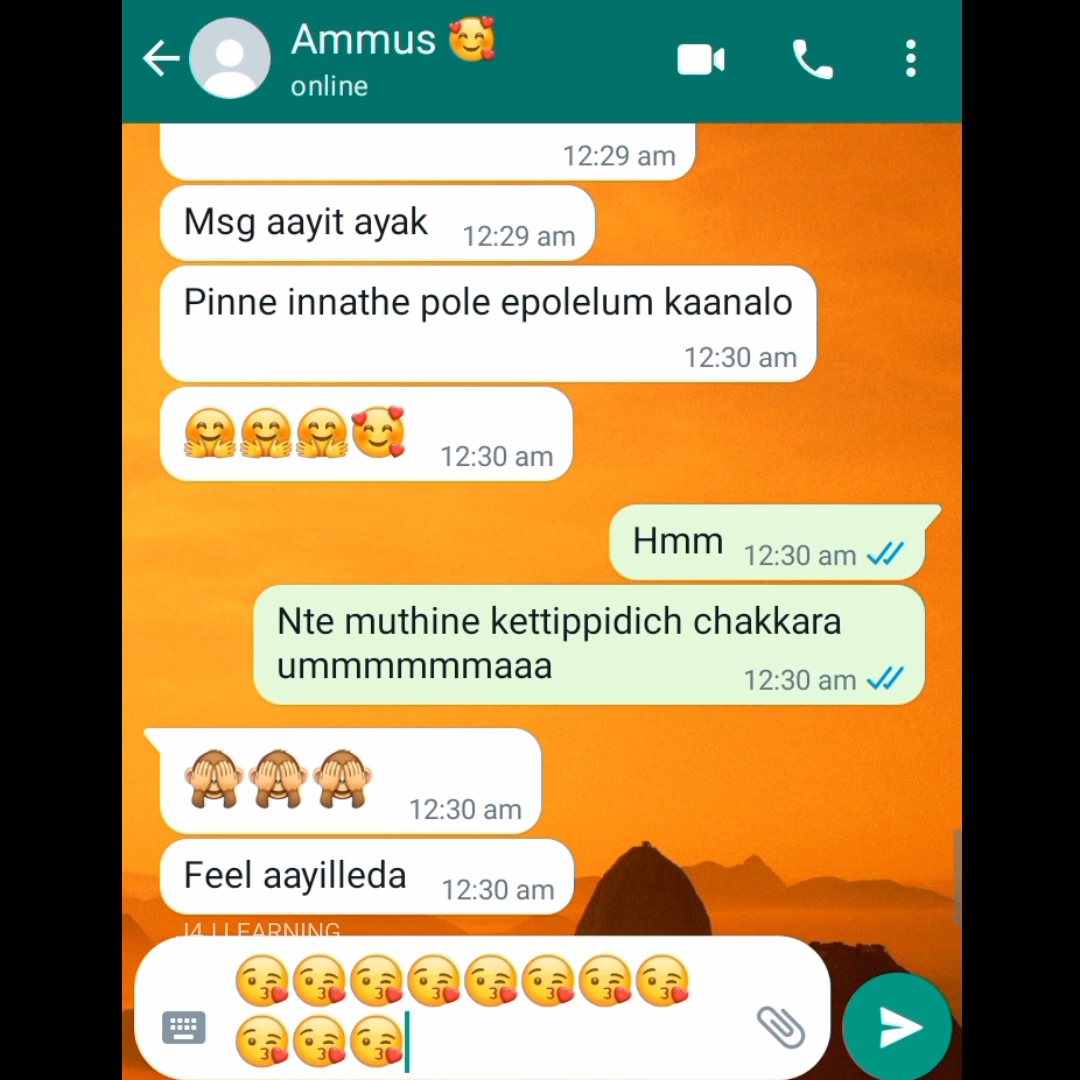 Ammus 🥰
online
12:29 am
Msg aayit ayak 12:29 am
Pinne innathe pole epolelum kaanalo
12:30 am
🤗🤗🤗🥰 12:30 am
Hmm 12:30 am
Nte muthine kettippidich chakkara
ummmmmmaaa 12:30 am
🙈🙈🙈 12:30 am
Feel aayilleda 12:30 am
LEARNING
😘😘😘😘😘😘😘😘
😘😘😘